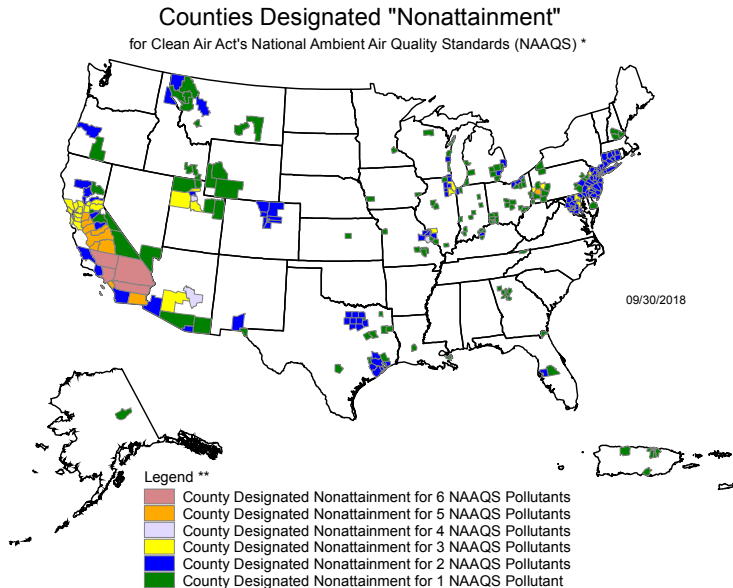 Counties Designated "Nonattainment"
for Clean Air Act's National Ambient Air Quality Standards (NAAQS) *
09/30/2018
Legend **
County Designated Nonattainment for 6 NAAQS Pollutants
County Designated Nonattainment for 5 NAAQS Pollutants
County Designated Nonattainment for 4 NAAQS Pollutants
County Designated Nonattainment for 3 NAAQS Pollutants
County Designated Nonattainment for 2 NAAQS Pollutants
County Designated Nonattainment for 1 NAAQS Pollutant